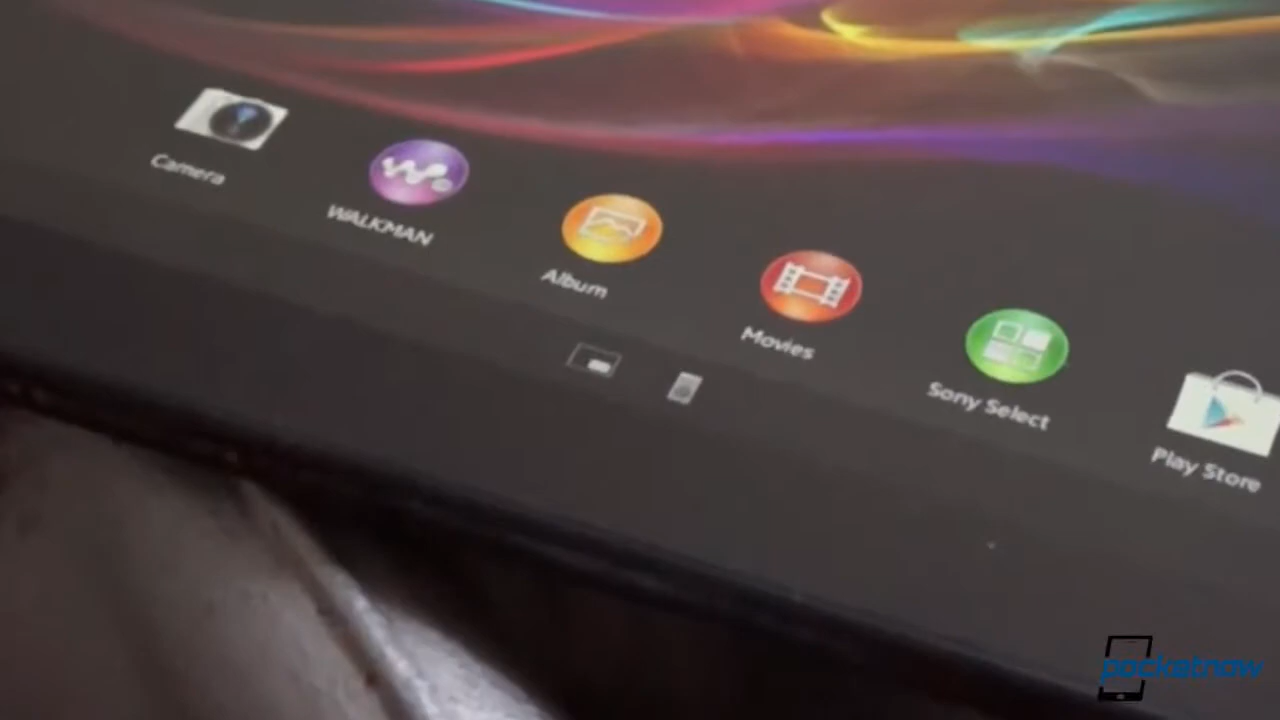 Camera
WALKMAN
Album
Movies
Sony Select
Play Store
pocketnow